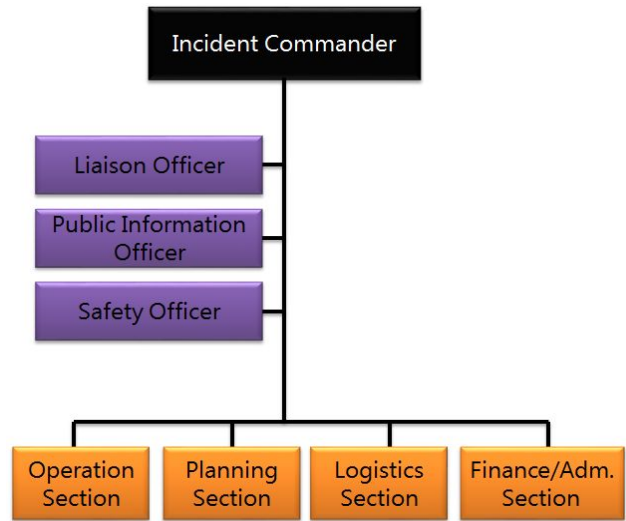 Incident Commander
Liaison Officer
Public Information
Officer
Safety Officer
Operation
Section
Planning
Section
Logistics
Section
Finance/Adm.
Section